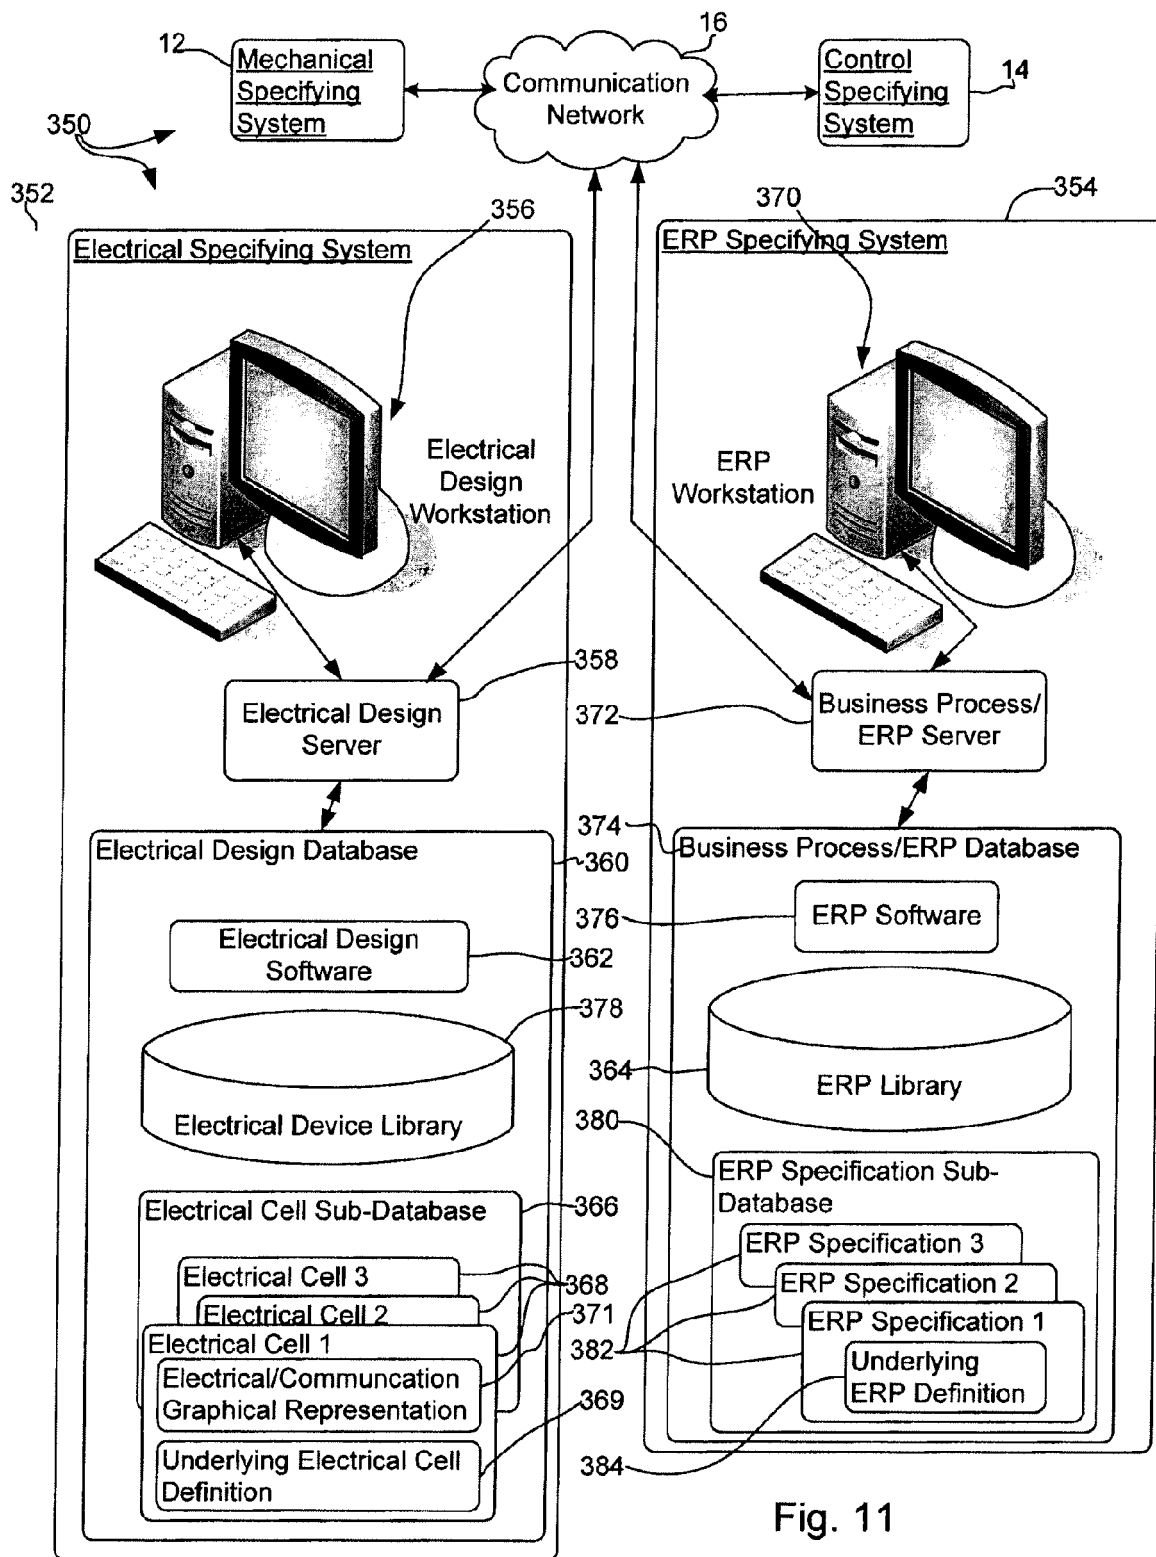 16
12
Mechanical
Specifying
System
Communication
Network
Control
Specifying
System
14
350
352
356
370
354
Electrical Specifying System
ERP Specifying System
Electrical
Design
Workstation
ERP
Workstation
358
Electrical Design
Server
372
Business Process/
ERP Server
374
Electrical Design Database
360
Business Process/ERP Database
376
ERP Software
Electrical Design
Software
362
378
364
ERP Library
Electrical Device Library
380
ERP Specification Sub-
Database
Electrical Cell Sub-Database
366
ERP Specification 3
Electrical Cell 3
368
ERP Specification 2
Electrical Cell 2
371
ERP Specification 1
Electrical Cell 1
382
Electrical/Communcation
Graphical Representation
Underlying
ERP Definition
369
Underlying Electrical Cell
Definition
384
Fig. 11